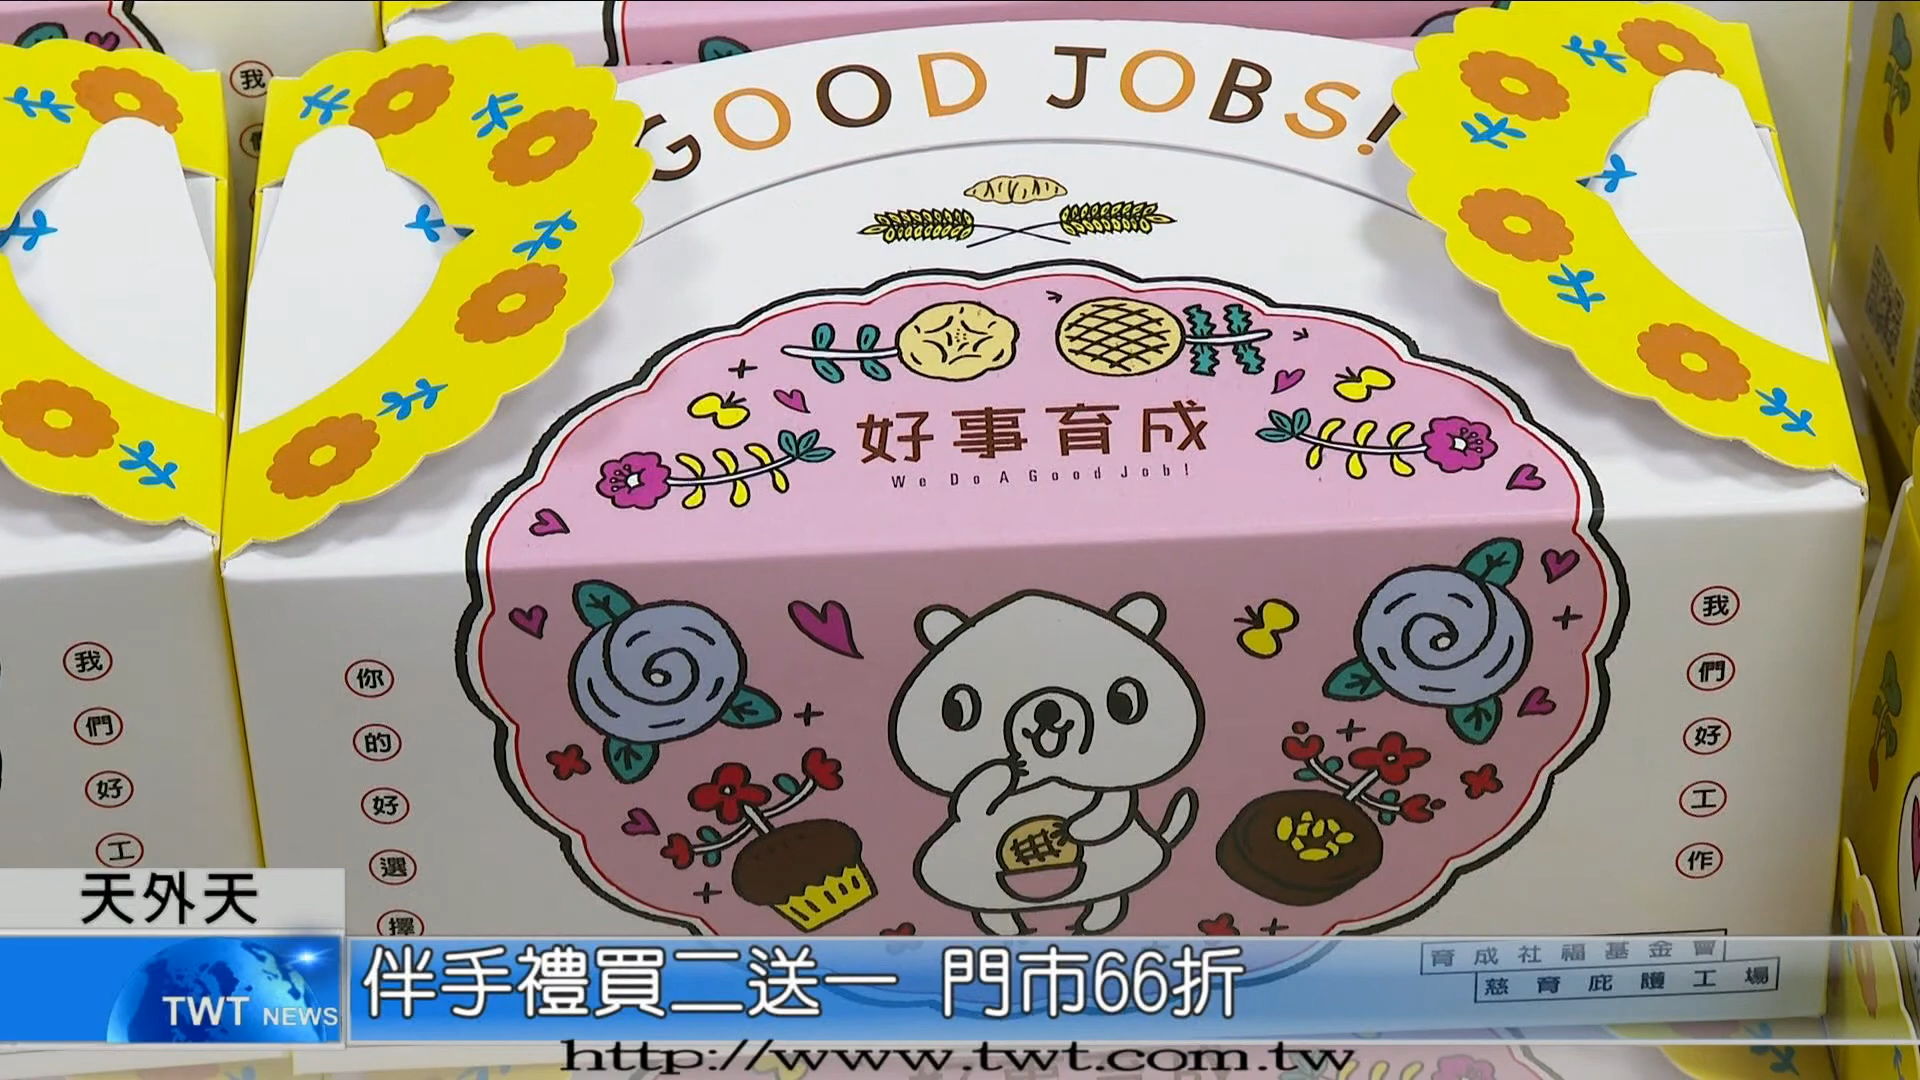 GOOD JOBS!
好事育成
We Do A Good Job!
我
們
我們好工
你的好選擇
我們好工作
育成社福基金會
慈育庇護工場
天外天
TWT NEWS
伴手禮買二送一 門市66折
http://www.twt.com.tw